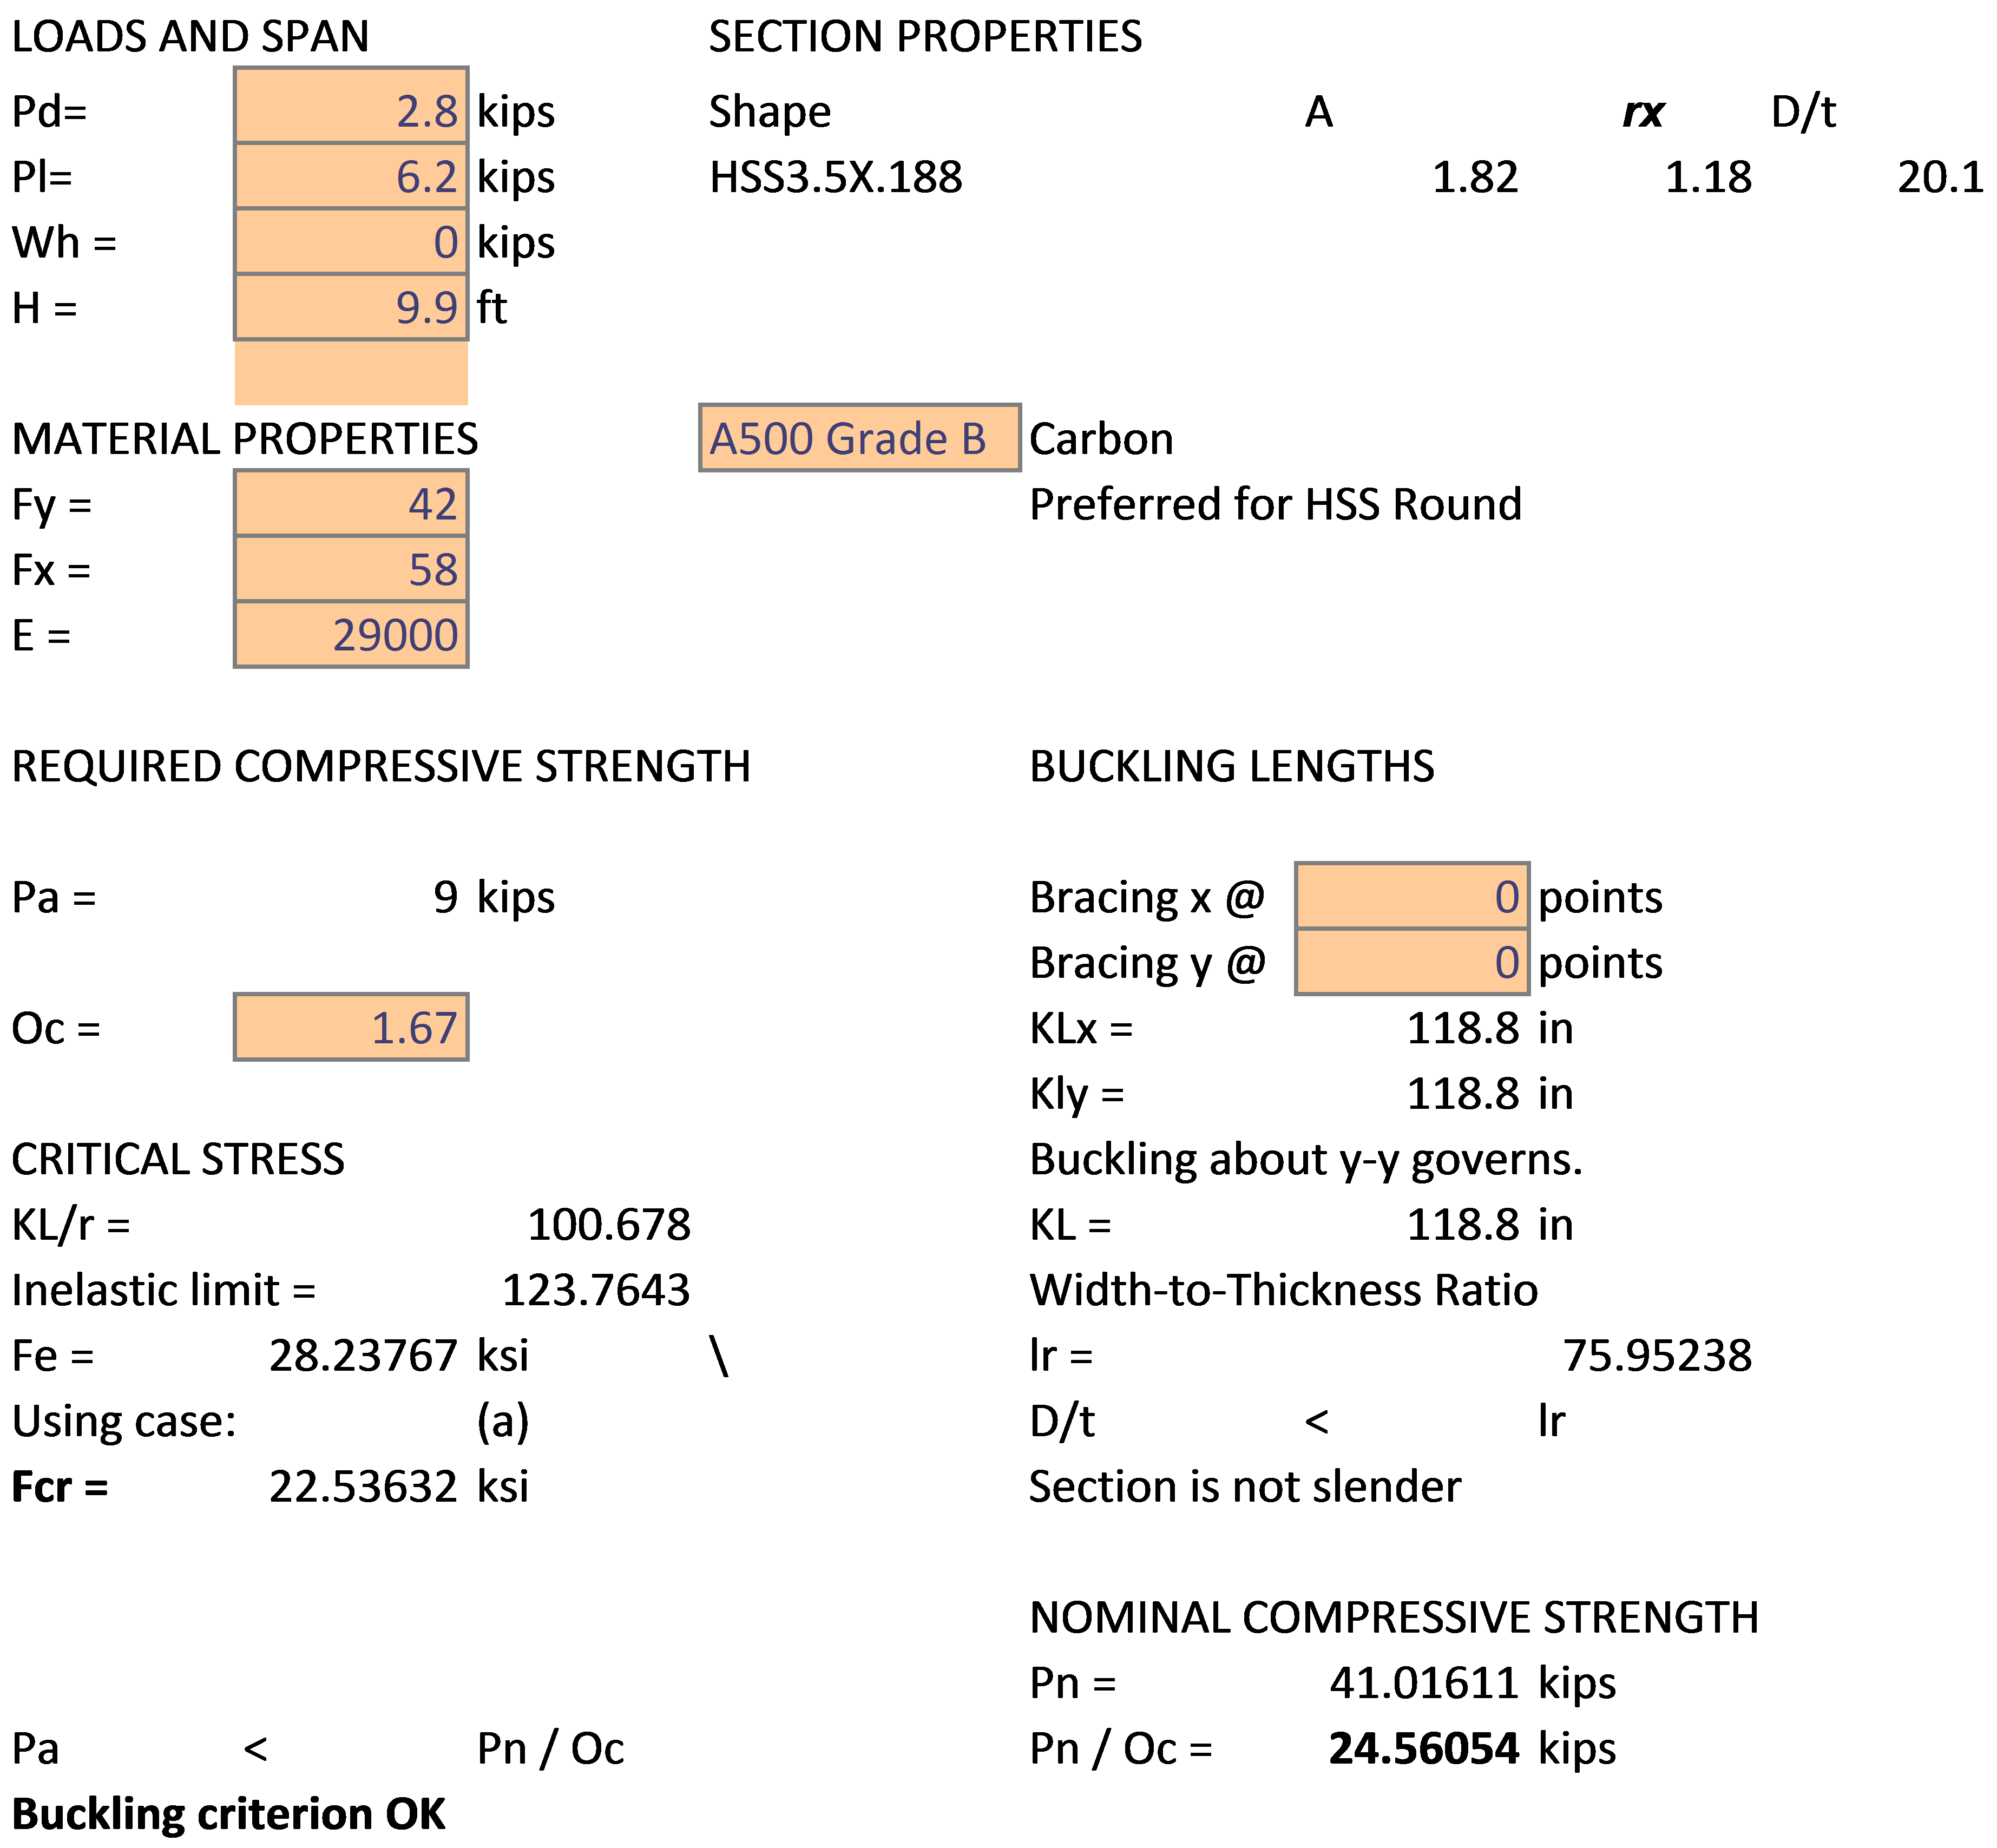 LOADS AND SPAN SECTION PROPERTIES
Pd= 2.8 kips Shape A rx D/t
Pl= 6.2 kips HSS3.5X.188 1.82 1.18 20.1
Wh = 0 kips
H = 9.9 ft
MATERIAL PROPERTIES A500 Grade B Carbon
Fy = 42 Preferred for HSS Round
Fx = 58
E = 29000
REQUIRED COMPRESSIVE STRENGTH BUCKLING LENGTHS
Pa = 9 kips Bracing x @ 0 points
Bracing y @ 0 points
Oc = 1.67 KLx = 118.8 in
Kly = 118.8 in
CRITICAL STRESS Buckling about y-y governs.
KL/r = 100.678 KL = 118.8 in
Inelastic limit = 123.7643 Width-to-Thickness Ratio
Fe = 28.23767 ksi \ lr = 75.95238
Using case: (a) D/t < lr
Fcr = 22.53632 ksi Section is not slender
NOMINAL COMPRESSIVE STRENGTH
Pn = 41.01611 kips
Pa < Pn / Oc Pn / Oc = 24.56054 kips
Buckling criterion OK